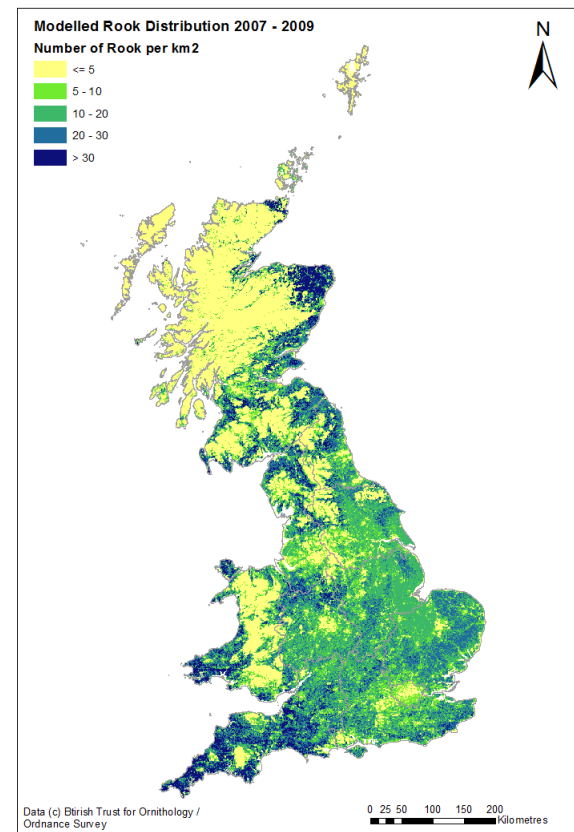 Modelled Rook Distribution 2007 - 2009
Number of Rook per km2
<= 5
5 - 10
10 - 20
20 - 30
> 30
N
Data (c) Btirish Trust for Ornithology /
Ordnance Survey
0 25 50 100 150 200
Kilometres